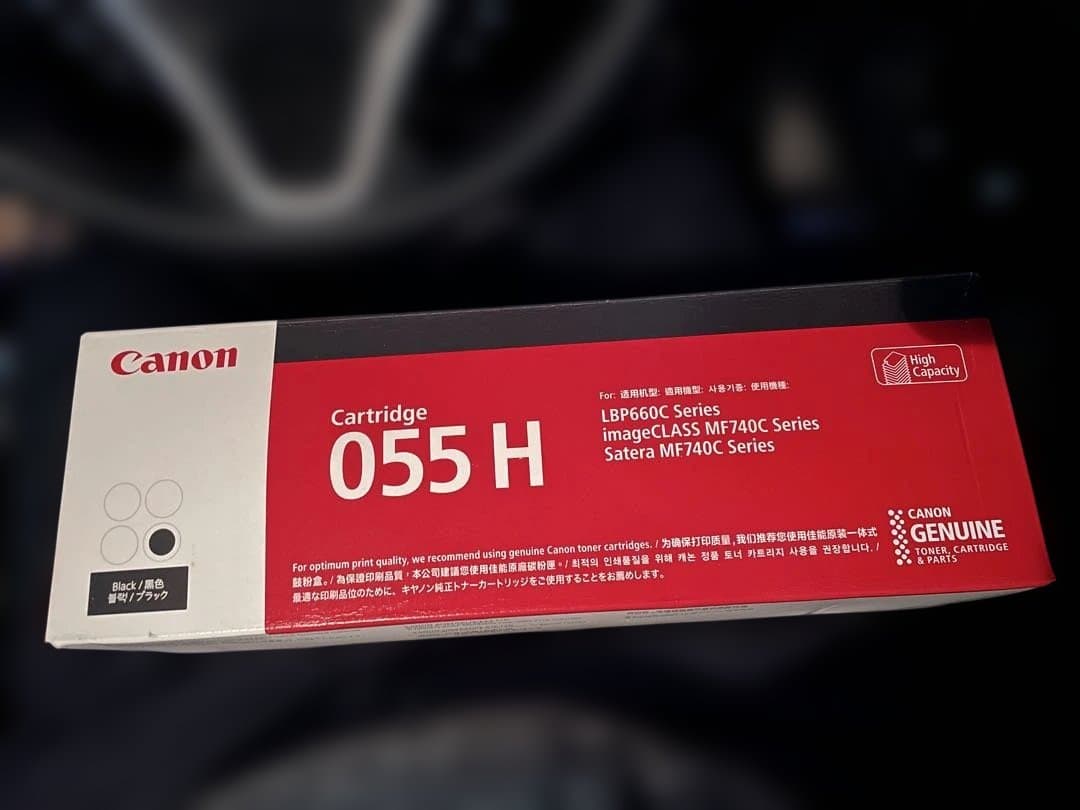 Canon
High
Capacity
For: 适用机型: 適用機型: 사용기종: 使用機種:
LBP660C Series
imageCLASS MF740C Series
Satera MF740C Series
Cartridge
055 H
Black / 黑色
블랙 / ブラック
CANON
GENUINE
TONER, CARTRIDGE
& PARTS
For optimum print quality, we recommend using genuine Canon toner cartridges. / 为确保打印质量，我们推荐您使用佳能原装一体式
鼓粉盒。/ 為保證印刷品質，本公司建議您使用佳能原廠碳粉匣。/ 최적의 인쇄품질을 위해 캐논 정품 토너 카트리지 사용을 권장합니다. /
最適な印刷品位のために、キヤノン純正トナーカートリッジをご使用することをお薦めします。